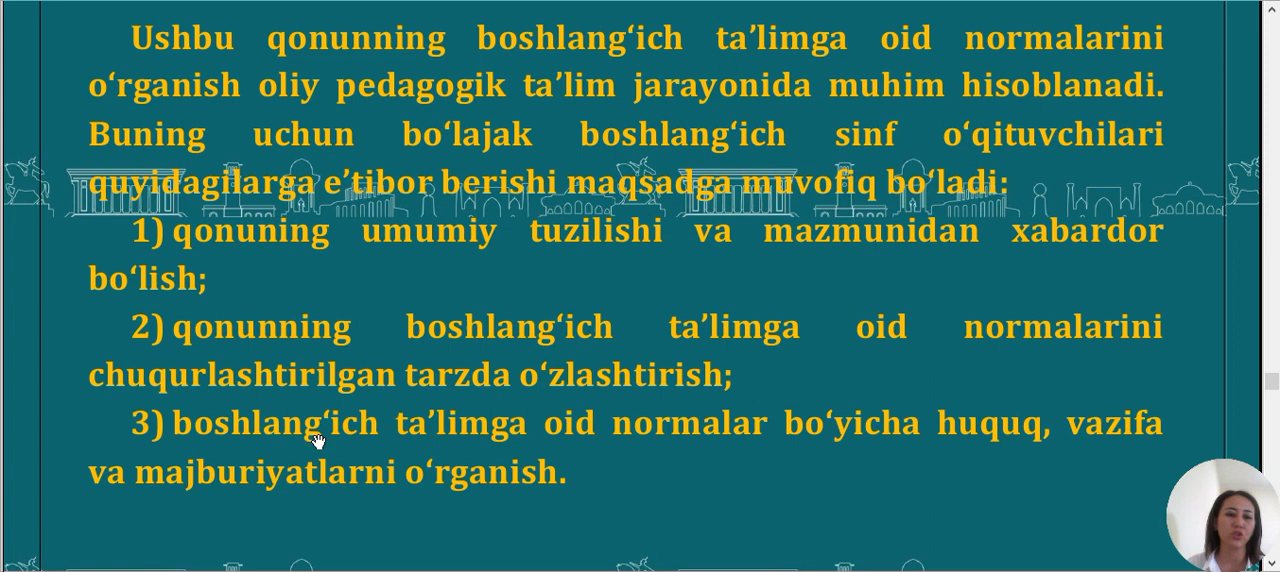 Ushbu qonunning boshlang‘ich ta’limga oid normalarini
o‘rganish oliy pedagogik ta’lim jarayonida muhim hisoblanadi.
Buning uchun bo‘lajak boshlang‘ich sinf o‘qituvchilari
quyidagilarga e’tibor berishi maqsadga muvofiq bo‘ladi:
1) qonuning umumiy tuzilishi va mazmunidan xabardor
bo‘lish;
2) qonunning boshlang‘ich ta’limga oid normalarini
chuqurlashtirilgan tarzda o‘zlashtirish;
3) boshlang‘ich ta’limga oid normalar bo‘yicha huquq, vazifa
va majburiyatlarni o‘rganish.